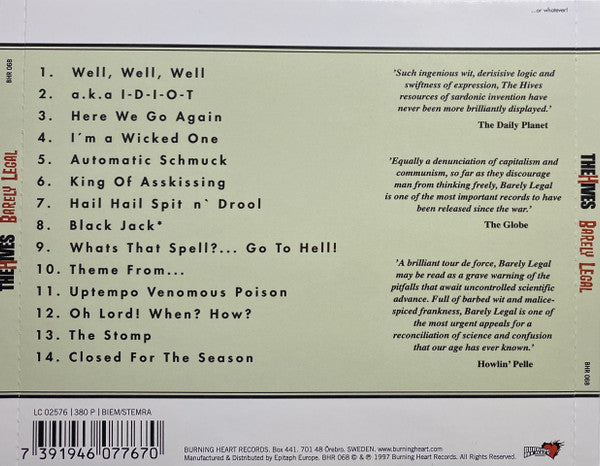 ...or whatever!
BHR 068
THE HIVES BARELY LEGAL
1. Well, Well, Well
2. a.k.a I-D-I-O-T
3. Here We Go Again
4. I´m a Wicked One
5. Automatic Schmuck
6. King Of Asskissing
7. Hail Hail Spit n` Drool
8. Black Jack*
9. Whats That Spell?... Go To Hell!
10. Theme From...
11. Uptempo Venomous Poison
12. Oh Lord! When? How?
13. The Stomp
14. Closed For The Season
'Such ingenious wit, derisisive logic and
swiftness of expression, The Hives
resources of sardonic invention have
never been more brilliantly displayed.'
The Daily Planet
'Equally a denunciation of capitalism and
communism, so far as they discourage
man from thinking freely, Barely Legal
is one of the most important records to have
been released since the war.'
The Globe
'A brilliant tour de force, Barely Legal
may be read as a grave warning of the
pitfalls that await uncontrolled scientific
advance. Full of barbed wit and malice-
spiced frankness, Barely Legal is one of
the most urgent appeals for a
reconciliation of science and confusion
that our age has ever known.'
Howlin' Pelle
THE HIVES BARELY LEGAL
BHR 068
LC 02576 | 380 P | BIEM/STEMRA
7 391946 077670
BURNING HEART RECORDS. Box 441. 701 48 Örebro. SWEDEN. www.burningheart.com
Manufactured & Distributed by Epitaph Europe. BHR 068 © & ℗ 1997 Burning Heart Records. All Rights Reserved.
BURNING HEART